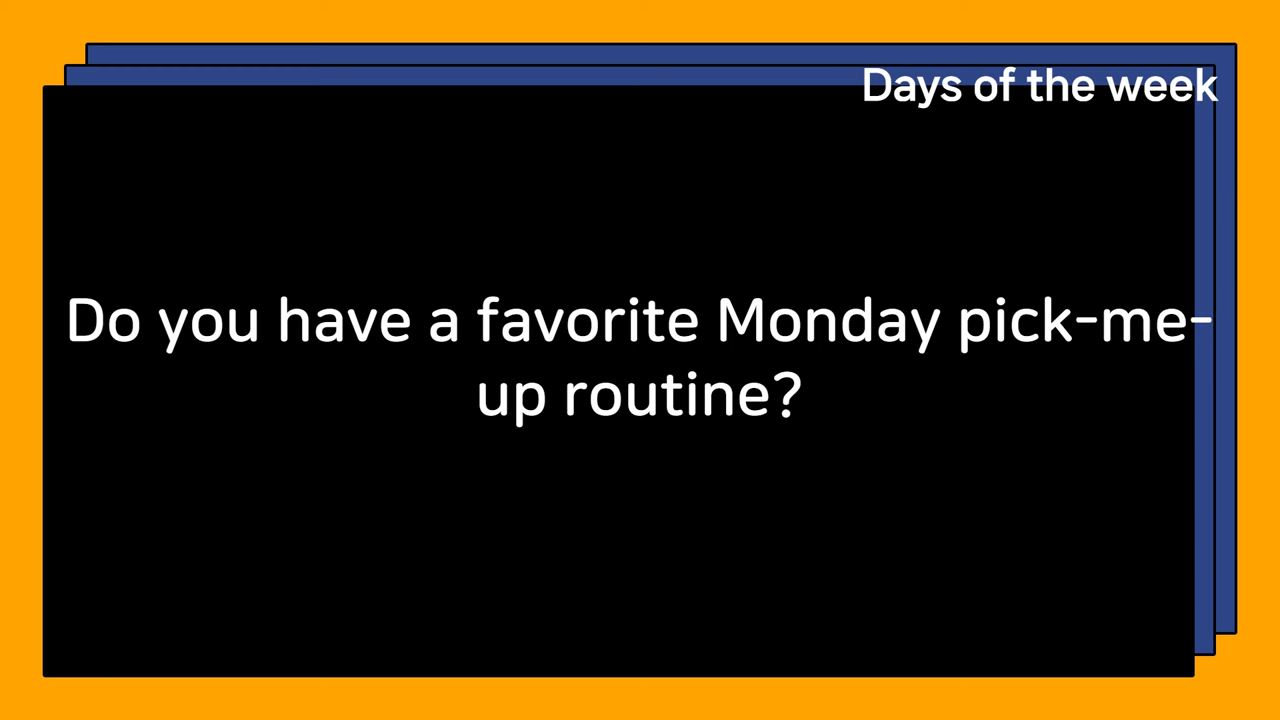 Days of the week
Do you have a favorite Monday pick-me-
up routine?